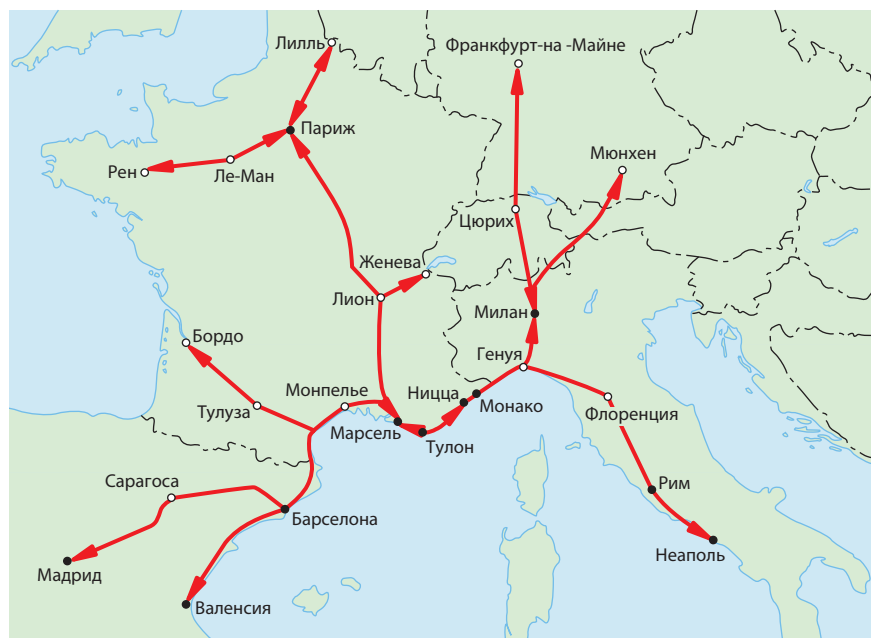 Лилль
Франкфурт-на -Майне
Париж
Рен
Ле-Ман
Мюнхен
Цюрих
Женева
Лион
Милан
Бордо
Генуя
Монпелье
Ницца
Монако
Тулуза
Флоренция
Марсель
Тулон
Сарагоса
Рим
Барселона
Неаполь
Мадрид
Валенсия